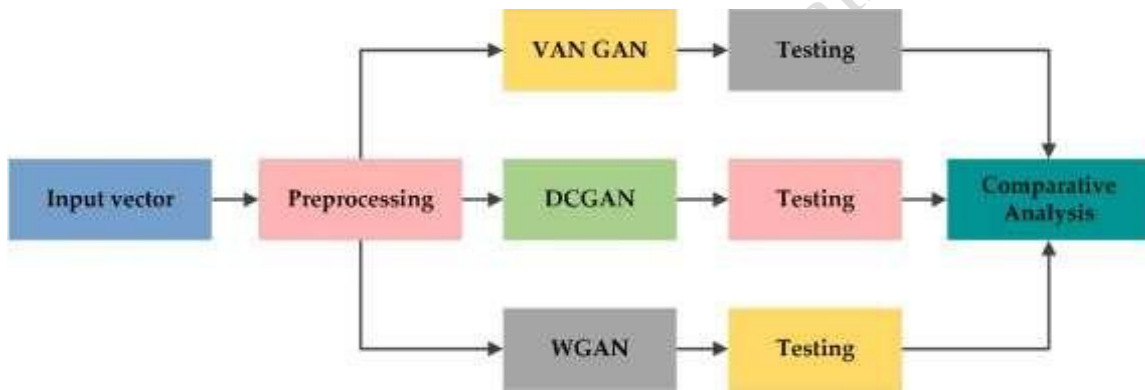 VAN GAN
Testing
Input vector
Preprocessing
DCGAN
Testing
Comparative
Analysis
WGAN
Testing